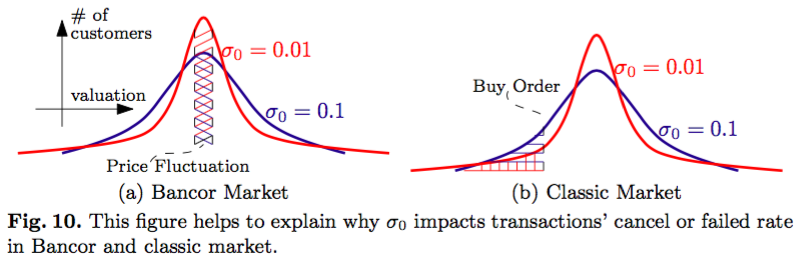 # of
customers
σ0 = 0.01
valuation
σ0 = 0.1
Price Fluctuation
(a) Bancor Market
σ0 = 0.01
Buy Order
σ0 = 0.1
(b) Classic Market
Fig. 10. This figure helps to explain why σ0 impacts transactions' cancel or failed rate
in Bancor and classic market.